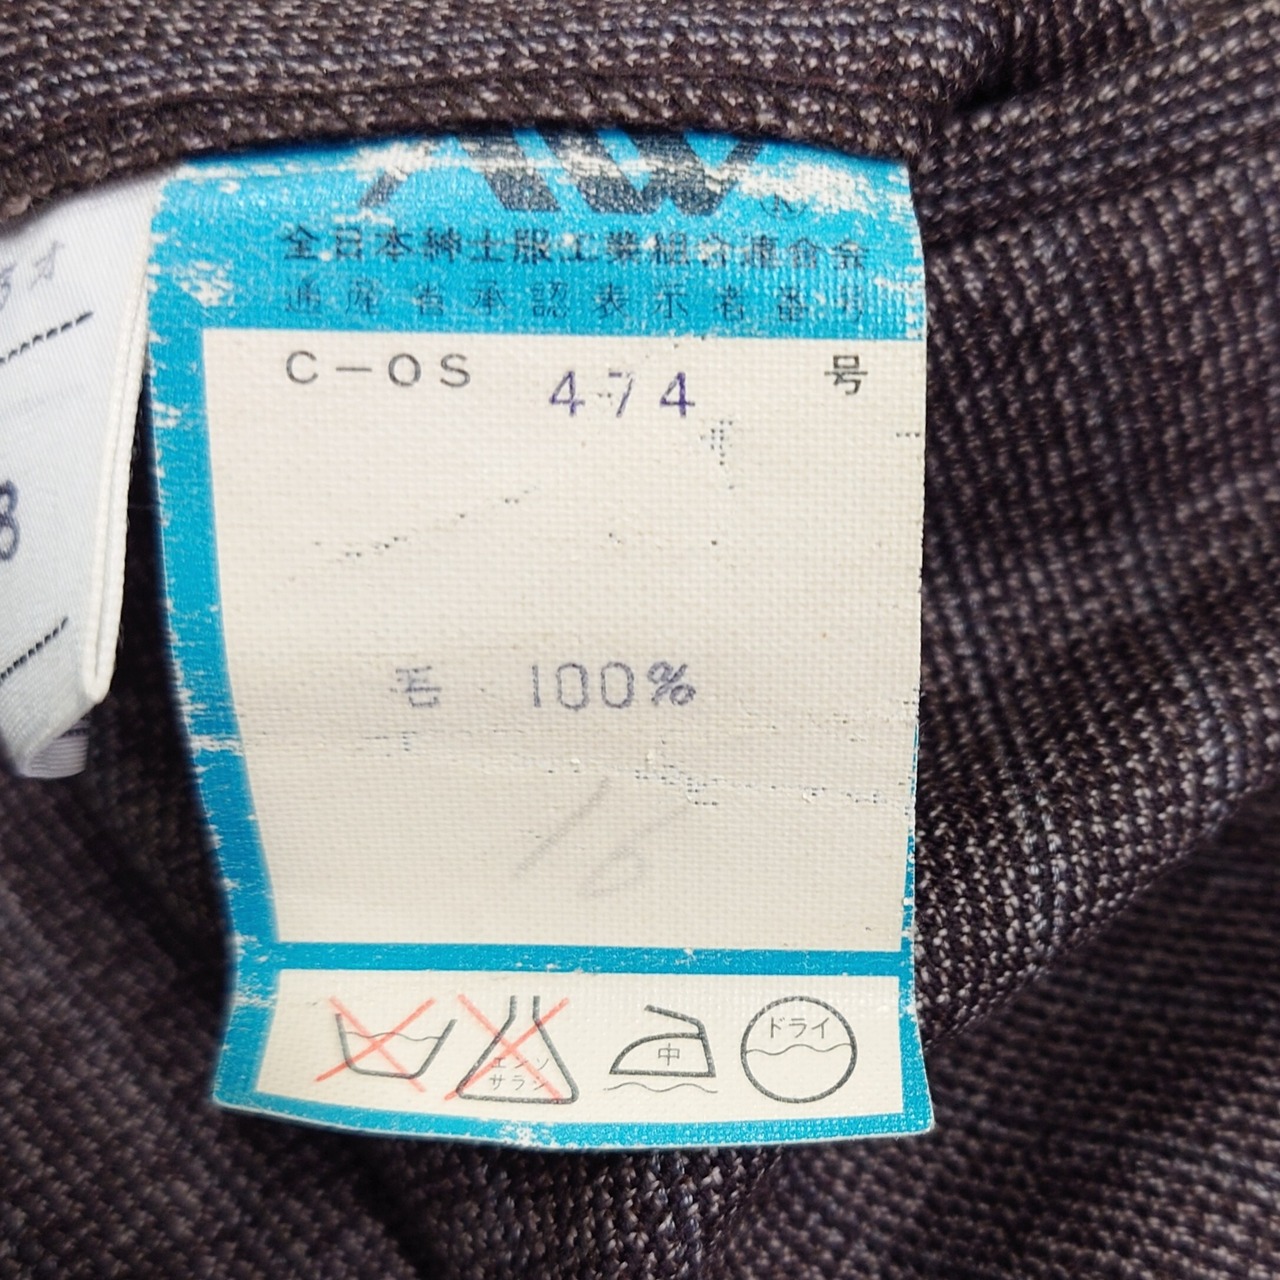 全日本紳士服工業組合連合会
通産省承認表示者番号
C-OS 474 号
毛 100%
エンソ
サラシ
中
ドライ
8